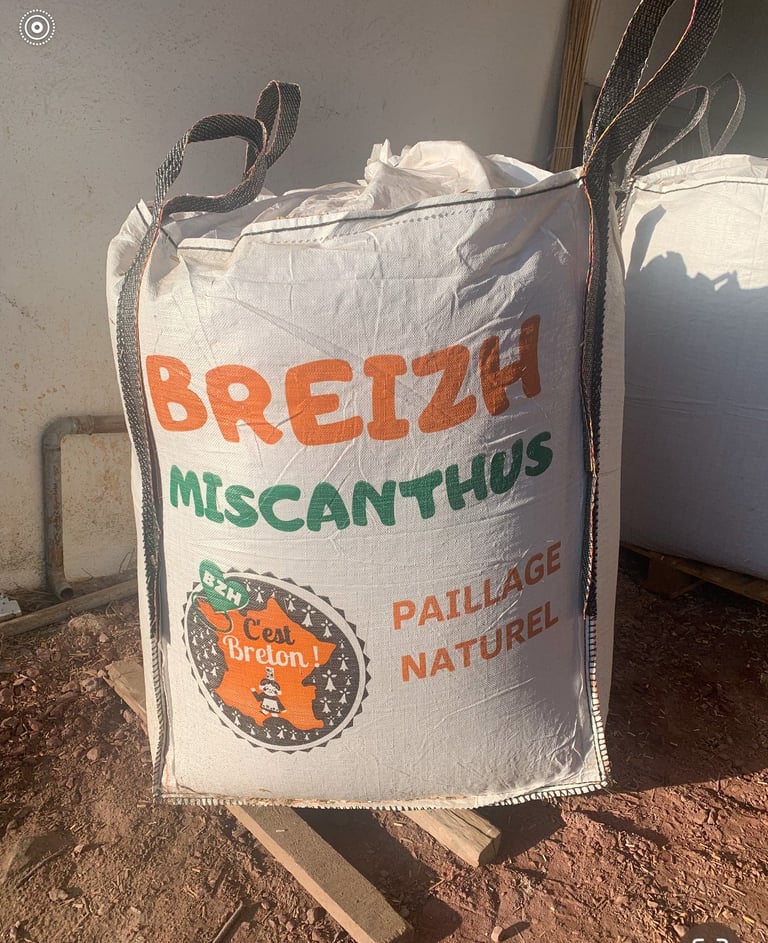 BREIZH
MISCANTHUS
BZH
C'est
Breton !
PAILLAGE
NATUREL